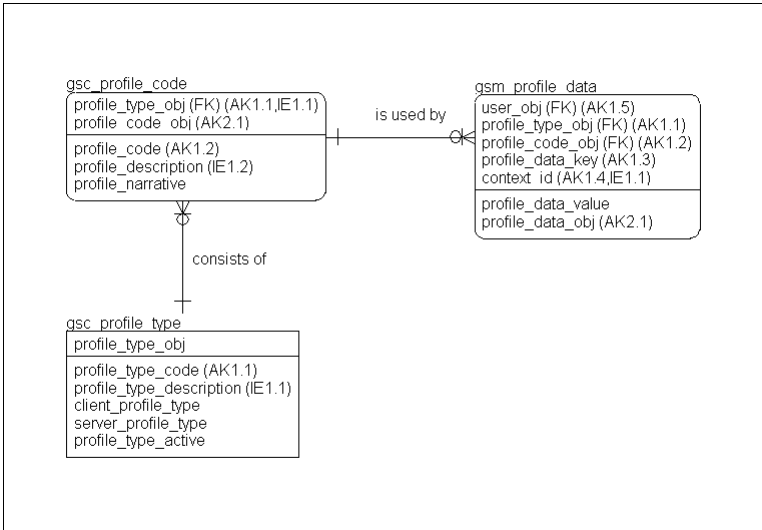 gsc_profile_code
profile_type_obj (FK) (AK1.1,IE1.1)
profile_code_obj (AK2.1)
profile_code (AK1.2)
profile_description (IE1.2)
profile_narrative
is used by
gsm_profile_data
user_obj (FK) (AK1.5)
profile_type_obj (FK) (AK1.1)
profile_code_obj (FK) (AK1.2)
profile_data_key (AK1.3)
context_id (AK1.4,IE1.1)
profile_data_value
profile_data_obj (AK2.1)
consists of
gsc_profile_type
profile_type_obj
profile_type_code (AK1.1)
profile_type_description (IE1.1)
client_profile_type
server_profile_type
profile_type_active